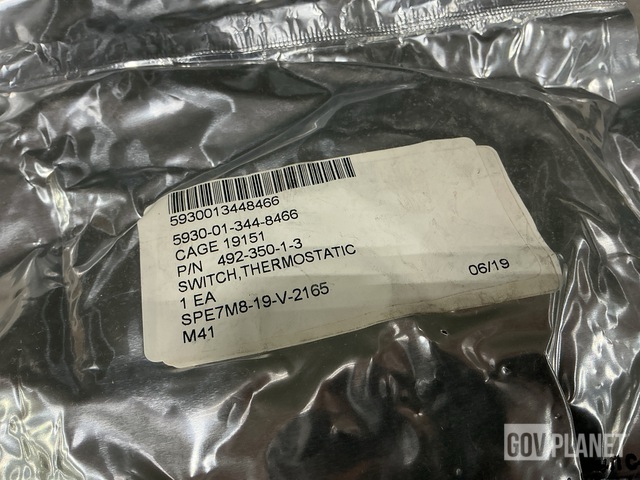 5930013448466
5930-01-344-8466
CAGE 19151
P/N 492-350-1-3
SWITCH,THERMOSTATIC
1 EA
SPE7M8-19-V-2165
06/19
M41
GOVPLANET